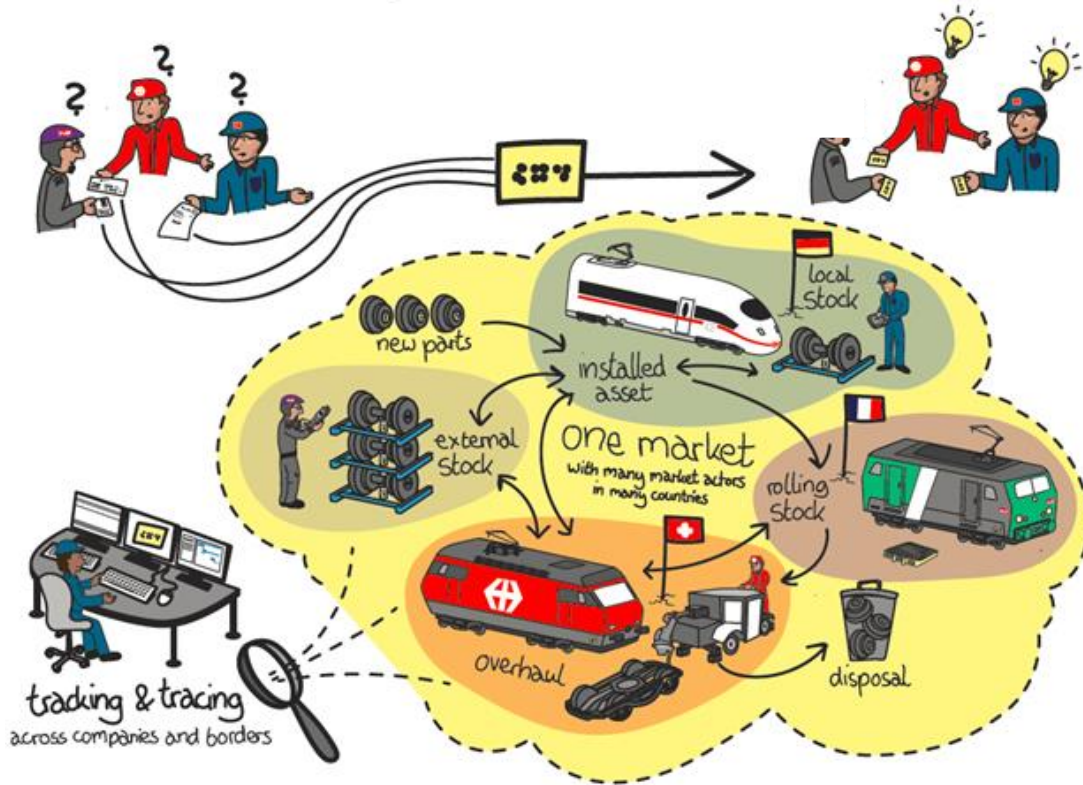 ?
?
?
local
stock
new parts
installed
asset
external
stock
one market
with many market actors
in many countries
rolling
stock
overhaul
disposal
tracking & tracing
across companies and borders